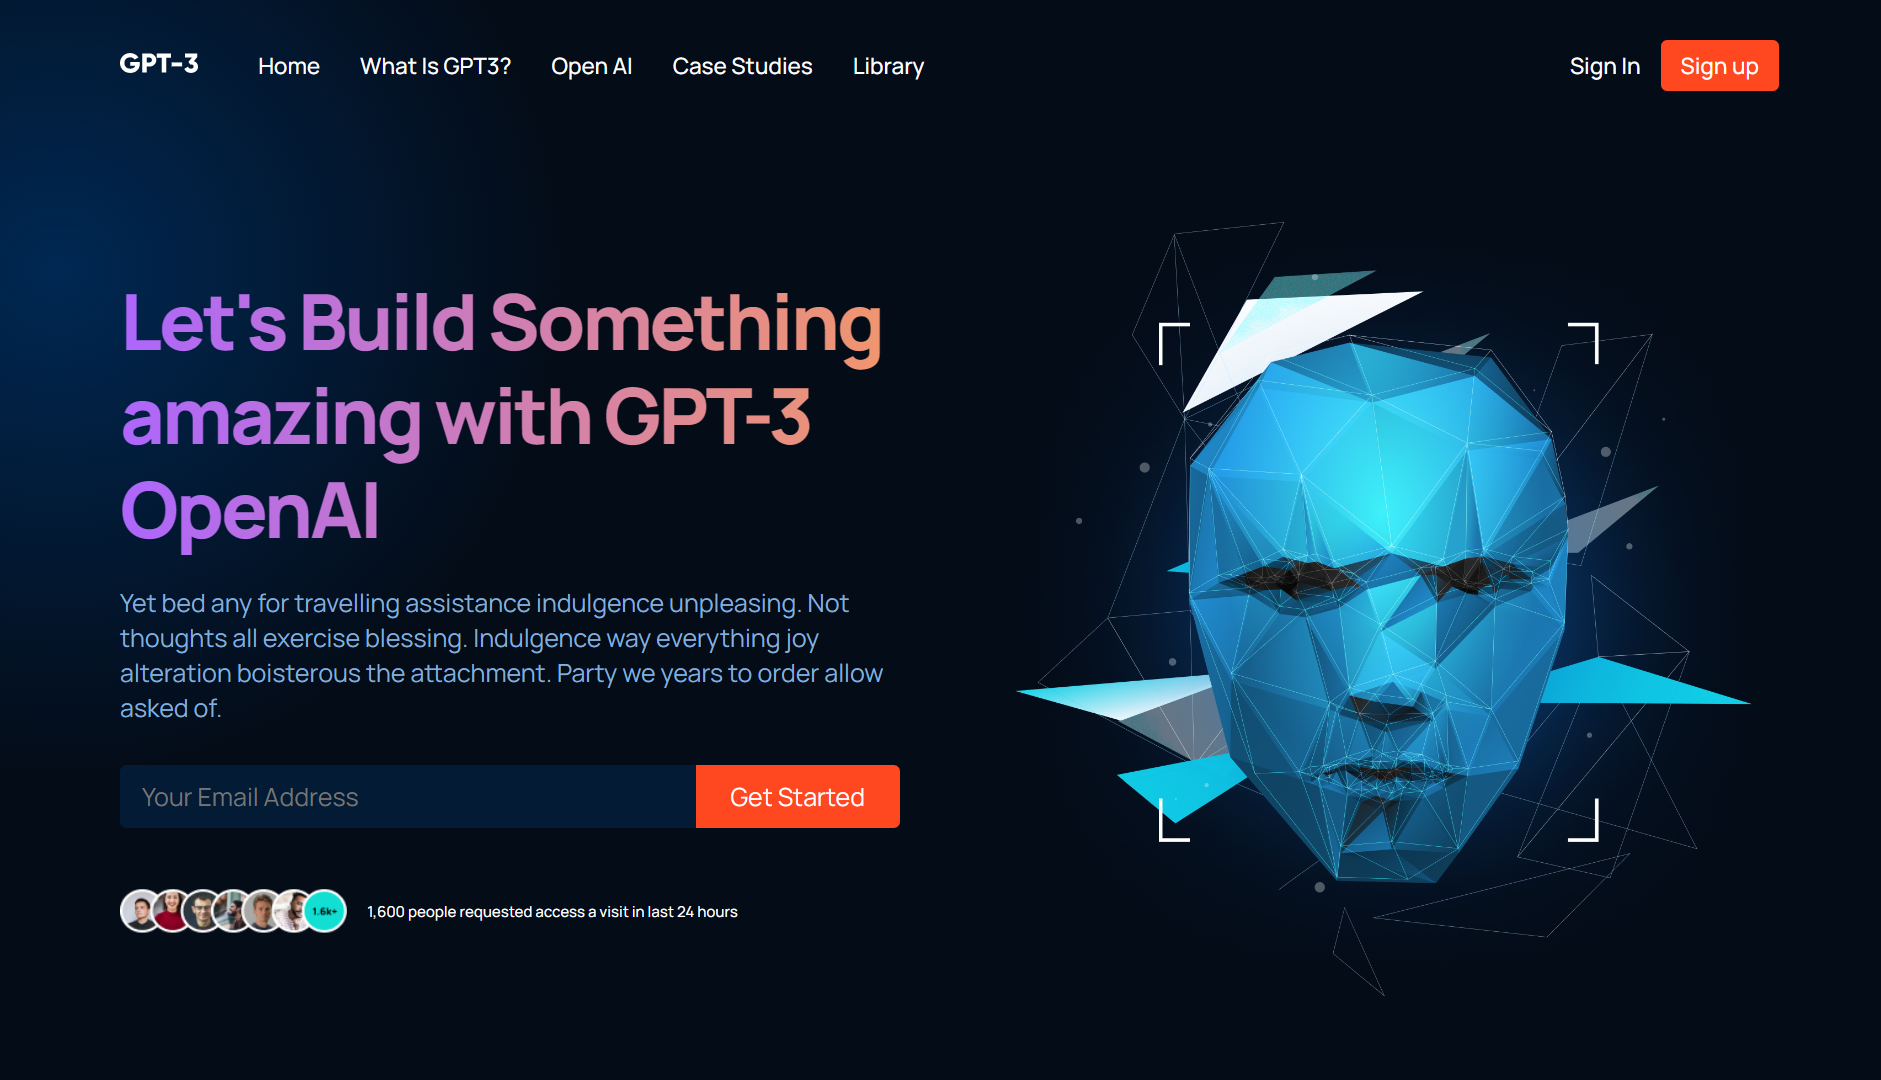 GPT-3
Home
What Is GPT3?
Open AI
Case Studies
Library
Sign In
Sign up
Let's Build Something
amazing with GPT-3
OpenAI
Yet bed any for travelling assistance indulgence unpleasing. Not
thoughts all exercise blessing. Indulgence way everything joy
alteration boisterous the attachment. Party we years to order allow
asked of.
Your Email Address
Get Started
1.6k+
1,600 people requested access a visit in last 24 hours